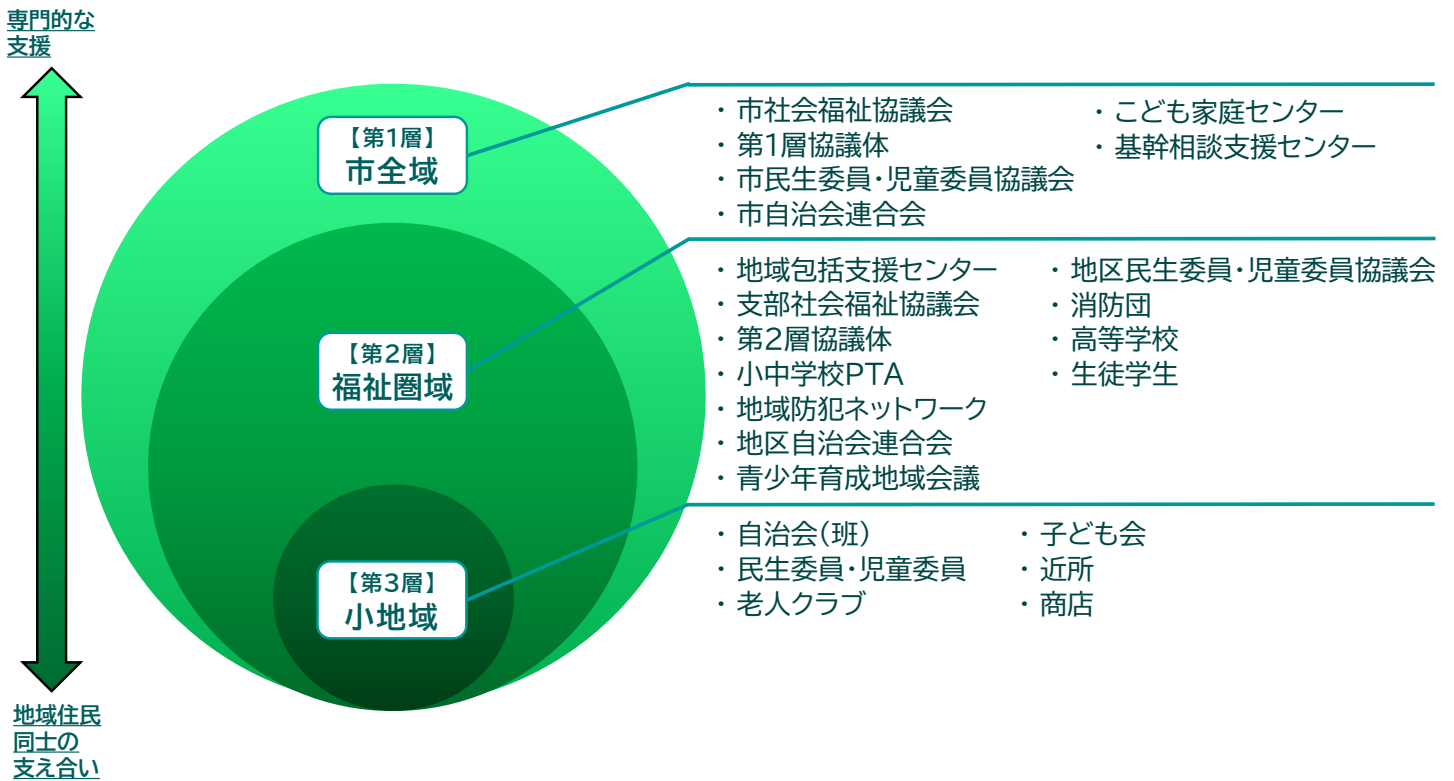 専門的な
支援
【第1層】
市全域
・ 市社会福祉協議会
・ 第1層協議体
・ 市民生委員・児童委員協議会
・ 市自治会連合会
・ こども家庭センター
・ 基幹相談支援センター
【第2層】
福祉圏域
・ 地域包括支援センター
・ 支部社会福祉協議会
・ 第2層協議体
・ 小中学校PTA
・ 地域防犯ネットワーク
・ 地区自治会連合会
・ 青少年育成地域会議
・ 地区民生委員・児童委員協議会
・ 消防団
・ 高等学校
・ 生徒学生
【第3層】
小地域
・ 自治会(班)
・ 民生委員・児童委員
・ 老人クラブ
・ 子ども会
・ 近所
・ 商店
地域住民
同士の
支え合い